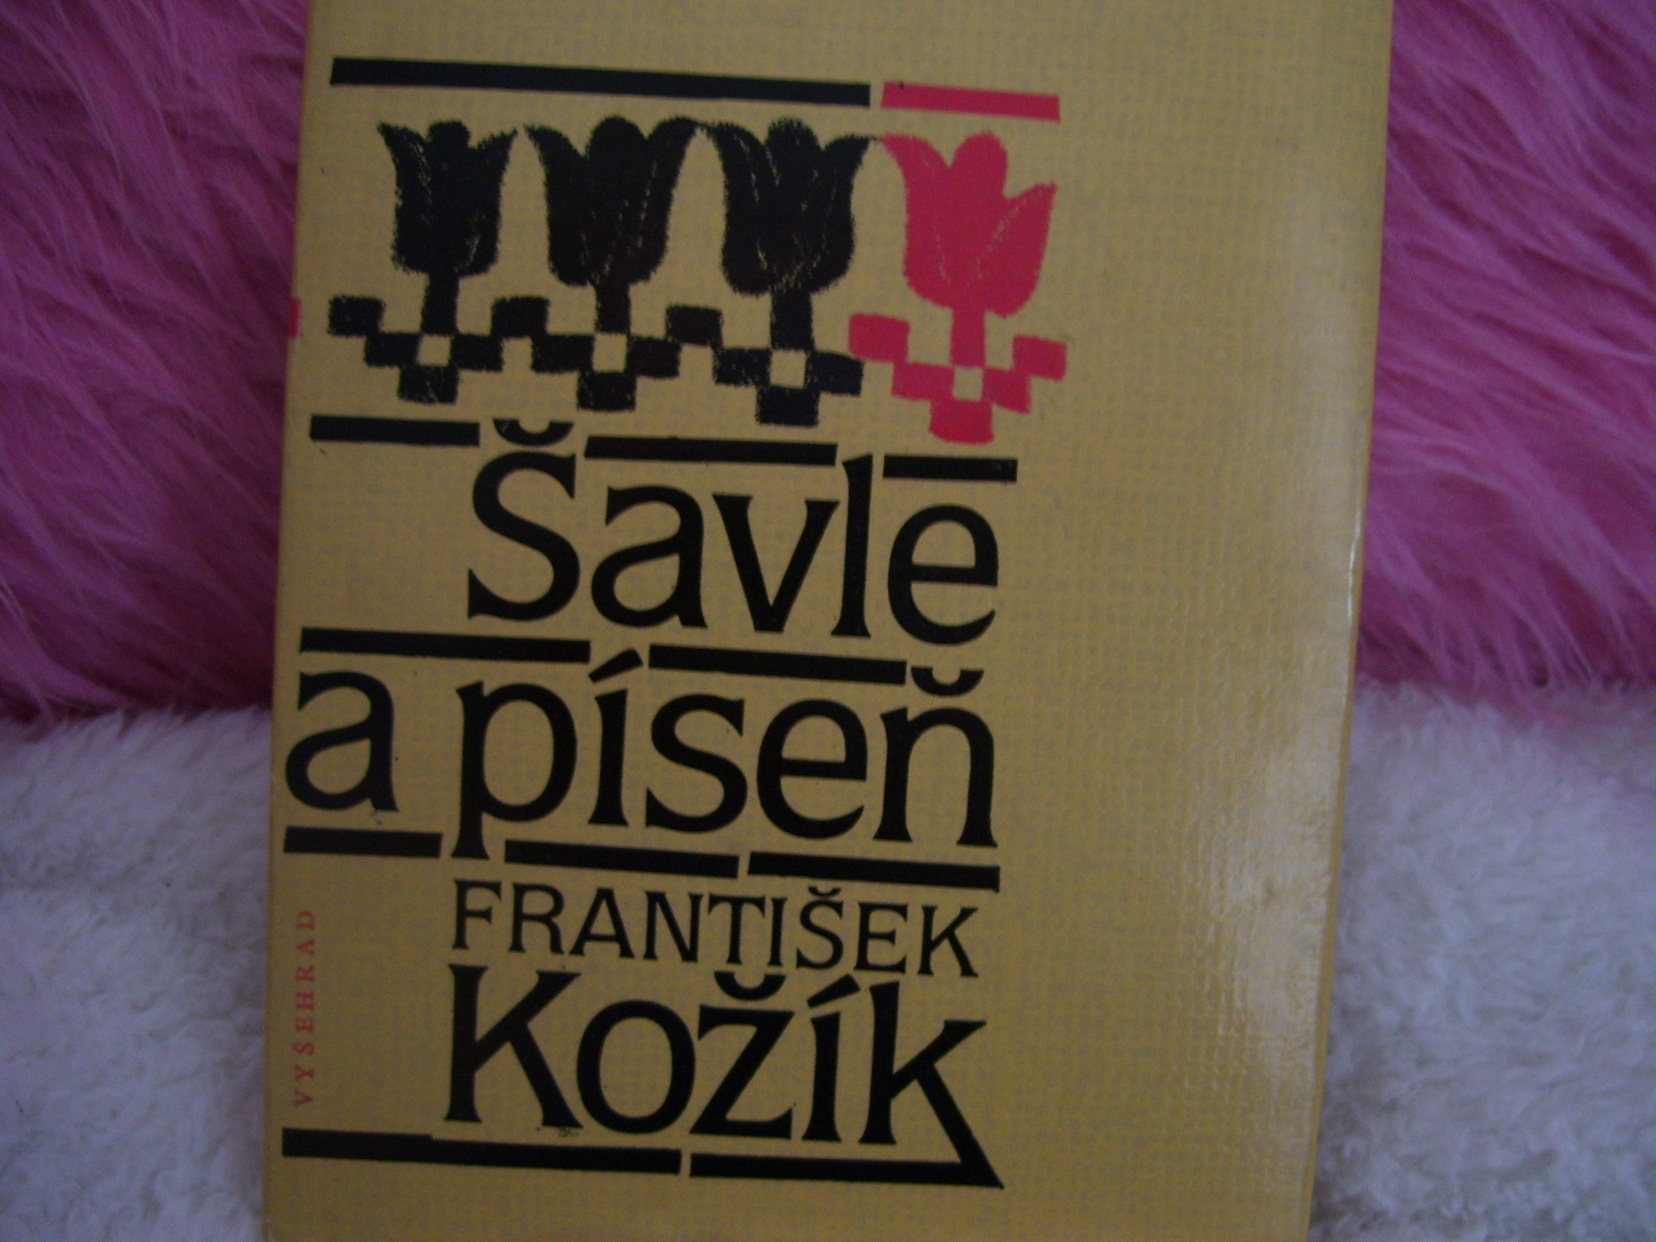 Šavle
a píseň
FRANTIŠEK
Kožík
VYŠEHRAD